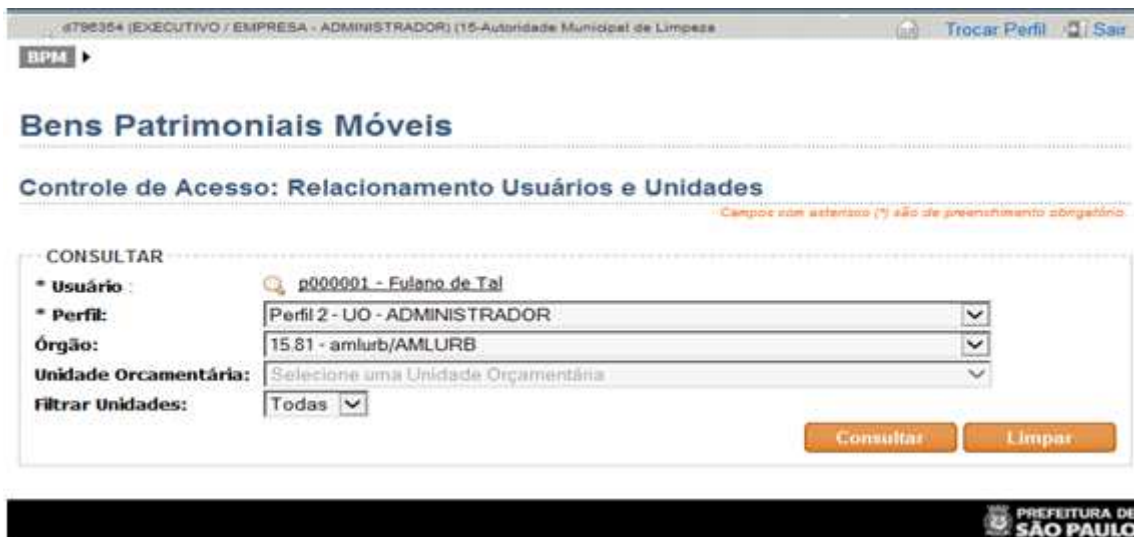 d798354 (EXECUTIVO / EMPRESA - ADMINISTRADOR) (15-Autoridade Municipal de Limpeza
Trocar Perfil
Sair
BPM
Bens Patrimoniais Móveis
Controle de Acesso: Relacionamento Usuários e Unidades
Campos com asterisco (*) são de preenchimento obrigatório
CONSULTAR
* Usuário : p000001 - Fulano de Tal
* Perfil: Perfil 2 - UO - ADMINISTRADOR
Órgão: 15.81 - amlurb/AMLURB
Unidade Orcamentária: Selecione uma Unidade Orçamentária
Filtrar Unidades: Todas
Consultar Limpar
PREFEITURA DE
SÃO PAULO